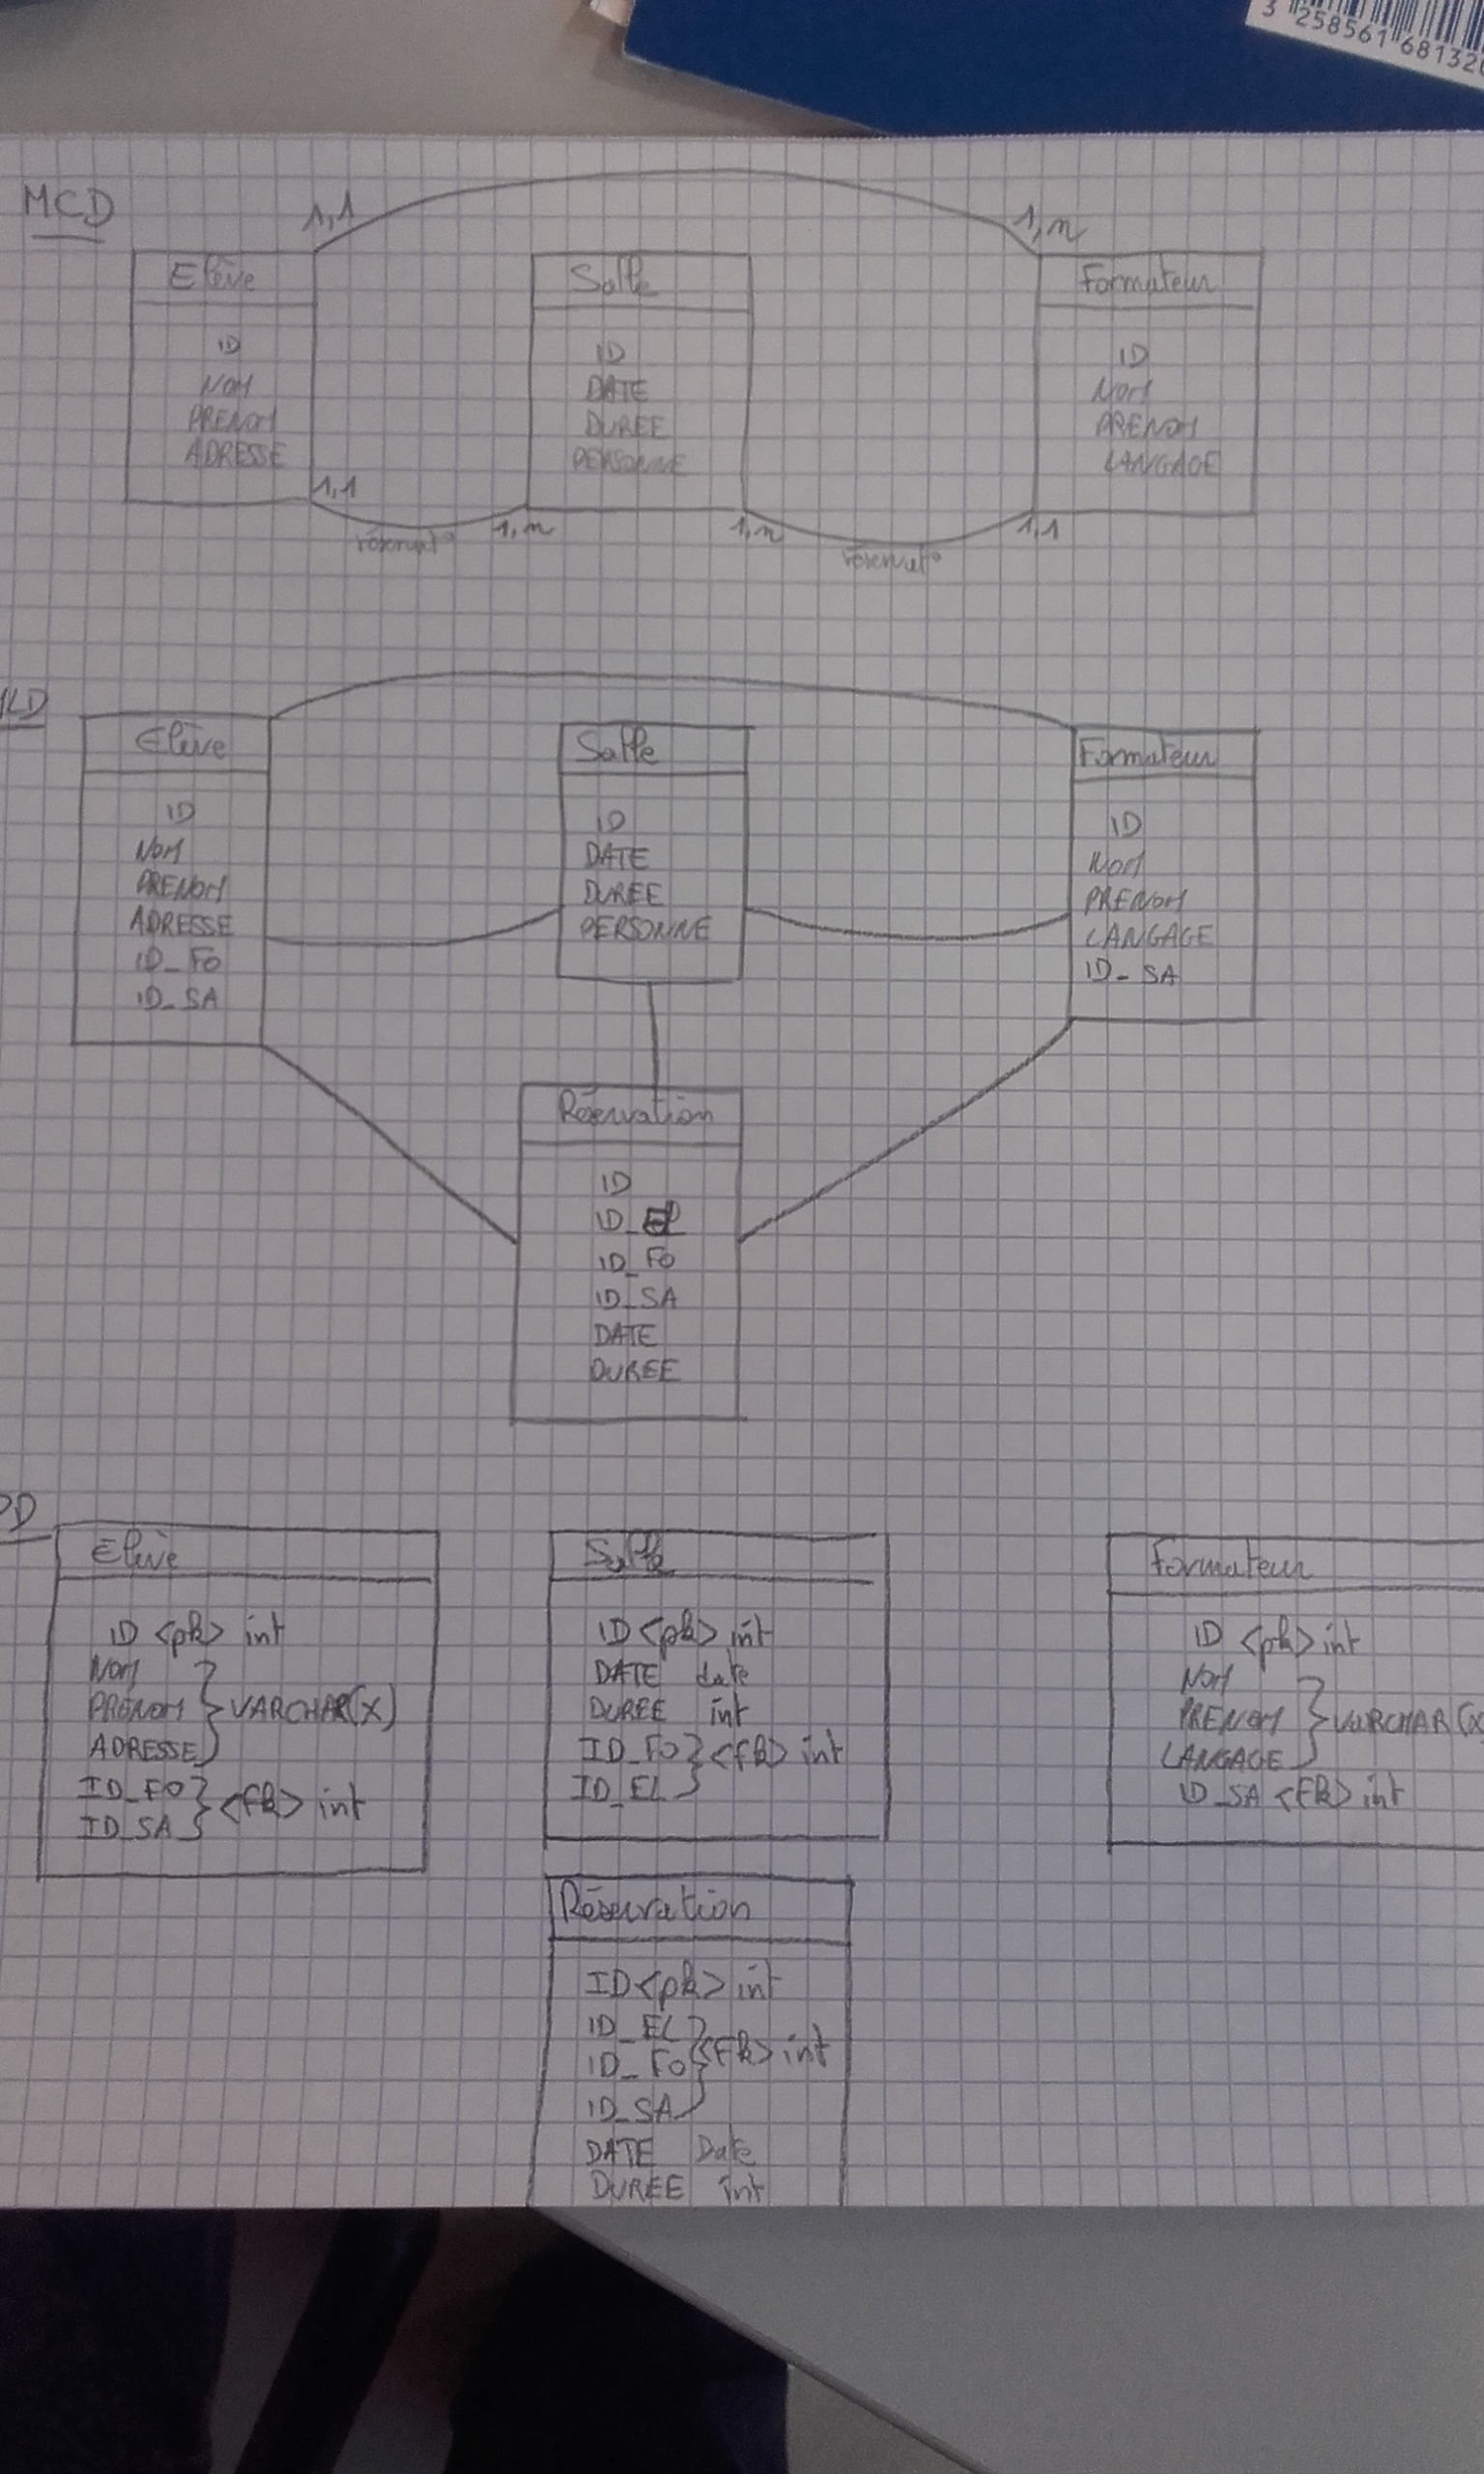 3 258561 68132
MCD
1,1
1,n
Elève
Salle
Formateur
ID
NOM
PRENOM
ADRESSE
ID
DATE
DUREE
PERSONNE
ID
NOM
PRENOM
LANGAGE
1,1
1,n
1,n
1,1
réservat°
réservat°
MLD
Elève
Salle
Formateur
ID
NOM
PRENOM
ADRESSE
ID_FO
ID_SA
ID
DATE
DUREE
PERSONNE
ID
NOM
PRENOM
LANGAGE
ID_SA
Réservation
ID
ID_EL
ID_FO
ID_SA
DATE
DUREE
PD
Elève
Salle
Formateur
ID <pk> int
NOM
PRENOM } VARCHAR(X)
ADRESSE
ID_FO } <fk> int
ID_SA
ID <pk> int
DATE date
DUREE int
ID_FO } <fk> int
ID_EL
ID <pk> int
NOM
PRENOM } VARCHAR(X
LANGAGE
ID_SA <Fk> int
Réservation
ID <pk> int
ID_EL
ID_FO } <Fk> int
ID_SA
DATE Date
DUREE int